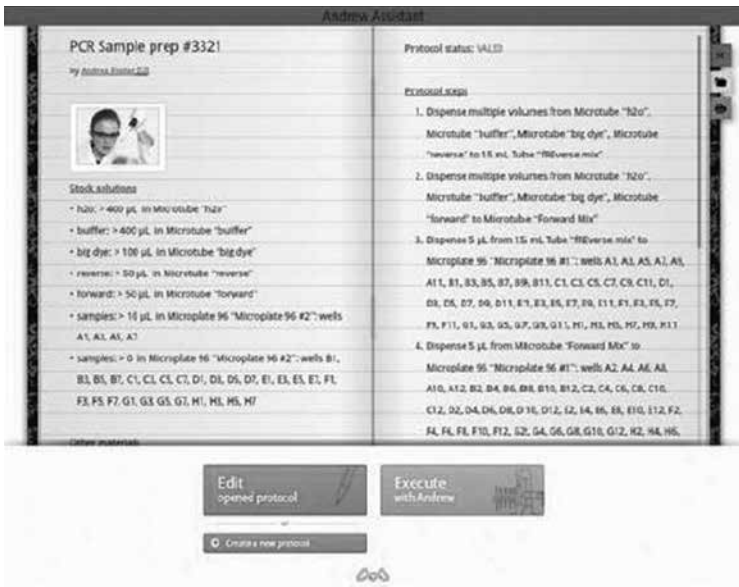 Andrew Assistant
PCR Sample prep #3321
by
Stock solutions
• h2o: > 400 µL in Microtube "h2o"
• buffer: > 400 µL in Microtube "buffer"
• big dye: > 100 µL in Microtube "big dye"
• reverse: > 50 µL in Microtube "reverse"
• forward: > 50 µL in Microtube "forward"
• samples: > 10 µL in Microplate 96 "Microplate 96 #2": wells
A1, A3, A5, A7
• samples: > 0 in Microplate 96 "Microplate 96 #2": wells B1,
B3, B5, B7, C1, C3, C5, C7, D1, D3, D5, D7, E1, E3, E5, E7, F1,
F3, F5, F7, G1, G3, G5, G7, H1, H3, H5, H7
Other materials
Protocol status: VALID
Protocol steps
1. Dispense multiple volumes from Microtube "h2o",
Microtube "buffer", Microtube "big dye", Microtube
"reverse" to 15 mL Tube
2. Dispense multiple volumes from Microtube "h2o",
Microtube "buffer", Microtube "big dye", Microtube
"forward" to Microtube "Forward Mix"
3. Dispense 5 µL from 15 mL Tube to
Microplate 96 "Microplate 96 #1": wells A1, A3, A5, A7, A9,
A11, B1, B3, B5, B7, B9, B11, C1, C3, C5, C7, C9, C11, D1,
D3, D5, D7, D9, D11, E1, E3, E5, E7, E9, E11, F1, F3, F5, F7,
F9, F11, G1, G3, G5, G7, G9, G11, H1, H3, H5, H7, H9, H11
4. Dispense 5 µL from Microtube "Forward Mix" to
Microplate 96 "Microplate 96 #1": wells A2, A4, A6, A8,
A10, A12, B2, B4, B6, B8, B10, B12, C2, C4, C6, C8, C10,
C12, D2, D4, D6, D8, D10, D12, E2, E4, E6, E8, E10, E12, F2,
F4, F6, F8, F10, F12, G2, G4, G6, G8, G10, G12, H2, H4, H6,
Edit
opened protocol
or
Create a new protocol
Execute
with Andrew